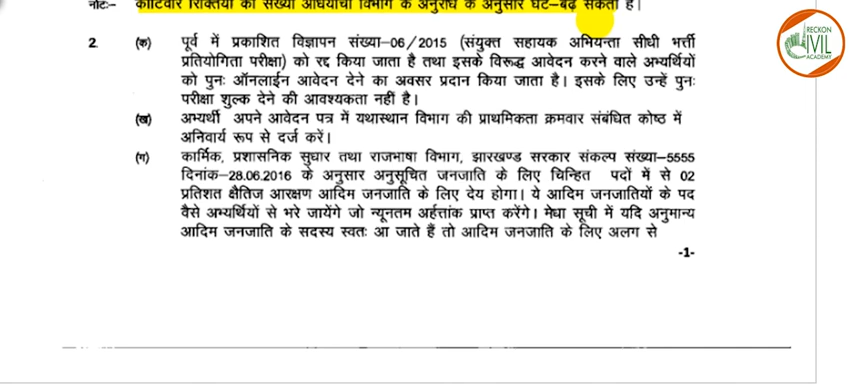 नोटः- कोटिवार रिक्तियों की संख्या अधियाची विभाग के अनुरोध के अनुसार घट-बढ़ सकता है।
RECKON
CIVIL
ACADEMY
2. (क) पूर्व में प्रकाशित विज्ञापन संख्या-06/2015 (संयुक्त सहायक अभियन्ता सीधी भर्त्ती
प्रतियोगिता परीक्षा) को रद्द किया जाता है तथा इसके विरूद्ध आवेदन करने वाले अभ्यर्थियों
को पुनः ऑनलाईन आवेदन देने का अवसर प्रदान किया जाता है। इसके लिए उन्हें पुनः
परीक्षा शुल्क देने की आवश्यकता नहीं है।
(ख) अभ्यर्थी अपने आवेदन पत्र में यथास्थान विभाग की प्राथमिकता क्रमवार संबंधित कोष्ठ में
अनिवार्य रूप से दर्ज करें।
(ग) कार्मिक, प्रशासनिक सुधार तथा राजभाषा विभाग, झारखण्ड सरकार संकल्प संख्या-5555
दिनांक-28.06.2016 के अनुसार अनुसूचित जनजाति के लिए चिन्हित पदों में से 02
प्रतिशत क्षैतिज आरक्षण आदिम जनजाति के लिए देय होगा। ये आदिम जनजातियों के पद
वैसे अभ्यर्थियों से भरे जायेंगे जो न्यूनतम अर्हत्तांक प्राप्त करेंगे। मेधा सूची में यदि अनुमान्य
आदिम जनजाति के सदस्य स्वतः आ जाते हैं तो आदिम जनजाति के लिए अलग से
-1-